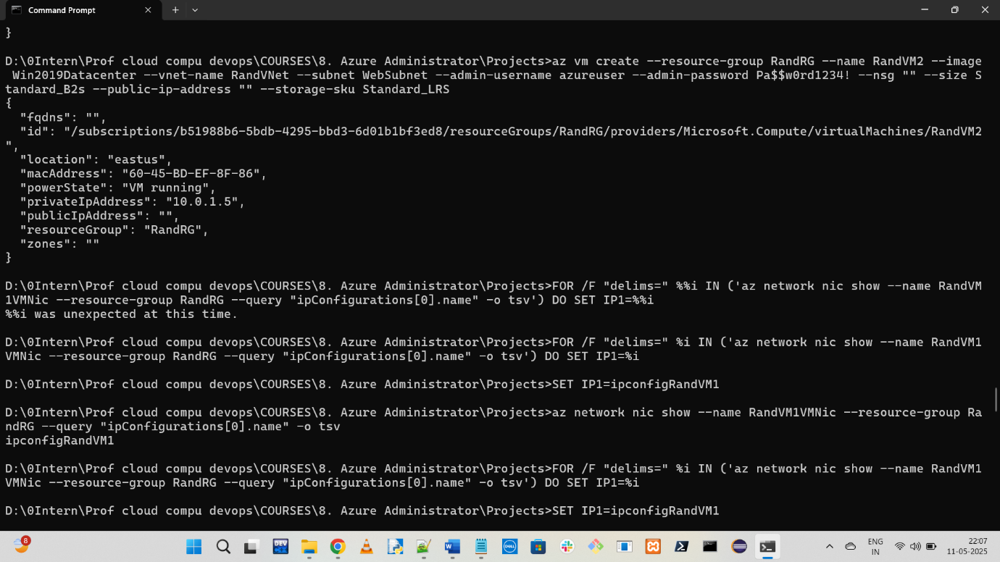 Command Prompt
}
D:\0Intern\Prof cloud compu devops\COURSES\8. Azure Administrator\Projects>az vm create --resource-group RandRG --name RandVM2 --image
 Win2019Datacenter --vnet-name RandVNet --subnet WebSubnet --admin-username azureuser --admin-password Pa$$w0rd1234! --nsg "" --size S
tandard_B2s --public-ip-address "" --storage-sku Standard_LRS
{
  "fqdns": "",
  "id": "/subscriptions/b51988b6-5bdb-4295-bbd3-6d01b1bf3ed8/resourceGroups/RandRG/providers/Microsoft.Compute/virtualMachines/RandVM2
",
  "location": "eastus",
  "macAddress": "60-45-BD-EF-8F-86",
  "powerState": "VM running",
  "privateIpAddress": "10.0.1.5",
  "publicIpAddress": "",
  "resourceGroup": "RandRG",
  "zones": ""
}
D:\0Intern\Prof cloud compu devops\COURSES\8. Azure Administrator\Projects>FOR /F "delims=" %%i IN ('az network nic show --name RandVM
1VMNic --resource-group RandRG --query "ipConfigurations[0].name" -o tsv') DO SET IP1=%%i
%%i was unexpected at this time.
D:\0Intern\Prof cloud compu devops\COURSES\8. Azure Administrator\Projects>FOR /F "delims=" %i IN ('az network nic show --name RandVM1
VMNic --resource-group RandRG --query "ipConfigurations[0].name" -o tsv') DO SET IP1=%i
D:\0Intern\Prof cloud compu devops\COURSES\8. Azure Administrator\Projects>SET IP1=ipconfigRandVM1
D:\0Intern\Prof cloud compu devops\COURSES\8. Azure Administrator\Projects>az network nic show --name RandVM1VMNic --resource-group Ra
ndRG --query "ipConfigurations[0].name" -o tsv
ipconfigRandVM1
D:\0Intern\Prof cloud compu devops\COURSES\8. Azure Administrator\Projects>FOR /F "delims=" %i IN ('az network nic show --name RandVM1
VMNic --resource-group RandRG --query "ipConfigurations[0].name" -o tsv') DO SET IP1=%i
D:\0Intern\Prof cloud compu devops\COURSES\8. Azure Administrator\Projects>SET IP1=ipconfigRandVM1
8
DEV
DELL
ENG
IN
22:07
11-05-2025